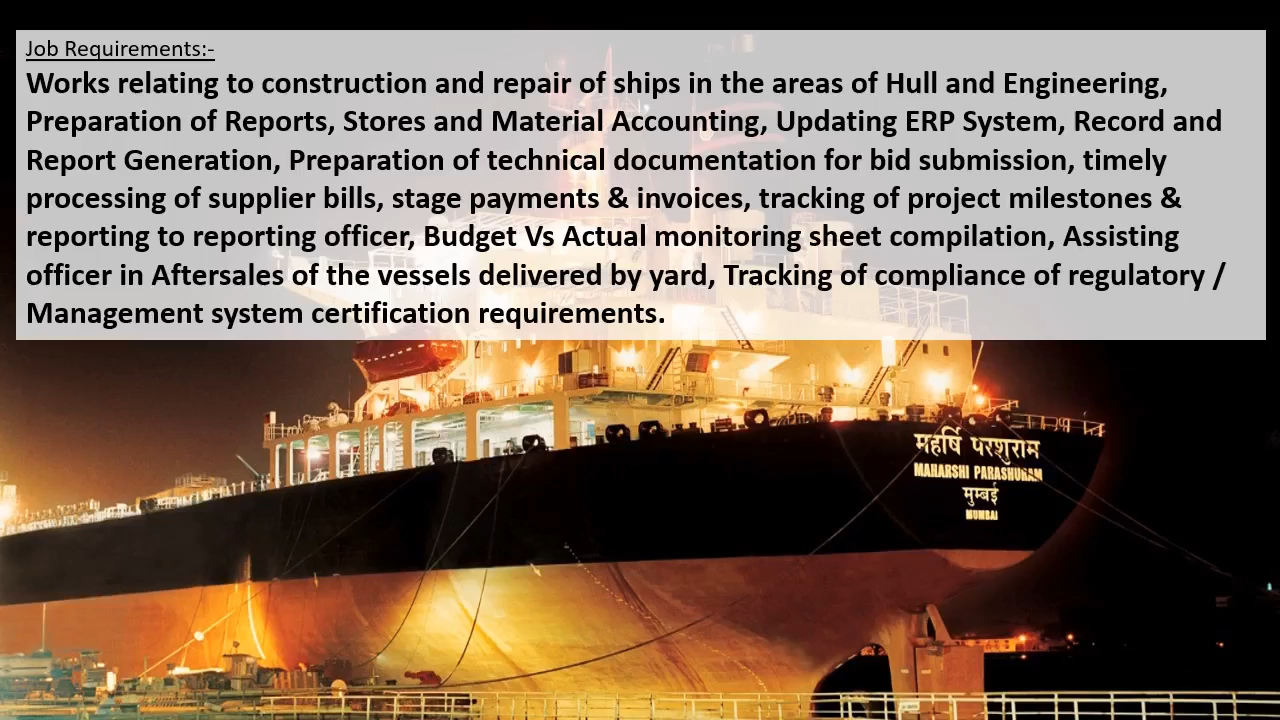 Job Requirements:-
Works relating to construction and repair of ships in the areas of Hull and Engineering,
Preparation of Reports, Stores and Material Accounting, Updating ERP System, Record and
Report Generation, Preparation of technical documentation for bid submission, timely
processing of supplier bills, stage payments & invoices, tracking of project milestones &
reporting to reporting officer, Budget Vs Actual monitoring sheet compilation, Assisting
officer in Aftersales of the vessels delivered by yard, Tracking of compliance of regulatory /
Management system certification requirements.
महर्षि परशुराम
MAHARSHI PARASHURAM
मुम्बई
MUMBAI